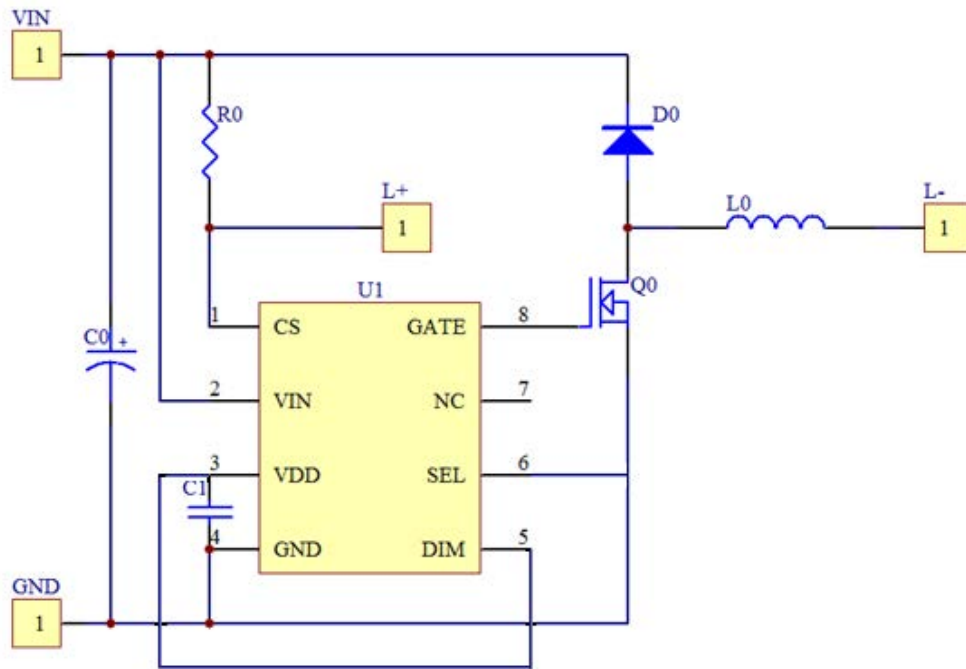 VIN
1
R0
D0
L+
1
L0
L-
1
U1
Q0
1 CS GATE 8
C0 +
2 VIN NC 7
3 VDD SEL 6
C1
4 GND DIM 5
GND
1